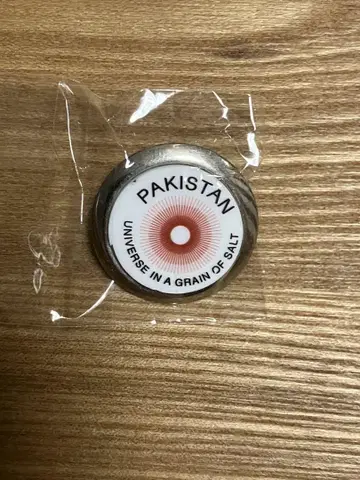 PAKISTAN
UNIVERSE IN A GRAIN OF SALT